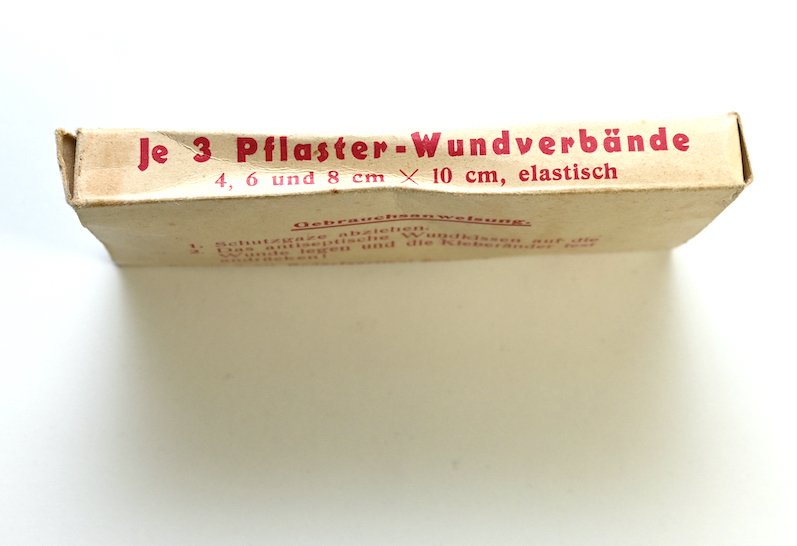 Je 3 Pflaster-Wundverbände
4, 6 und 8 cm × 10 cm, elastisch
Gebrauchsanweisung.
1. Schutzgaze abziehen.
2. Das antiseptische Wundkissen auf die
Wunde legen und die Kleberänder fest
andrücken!